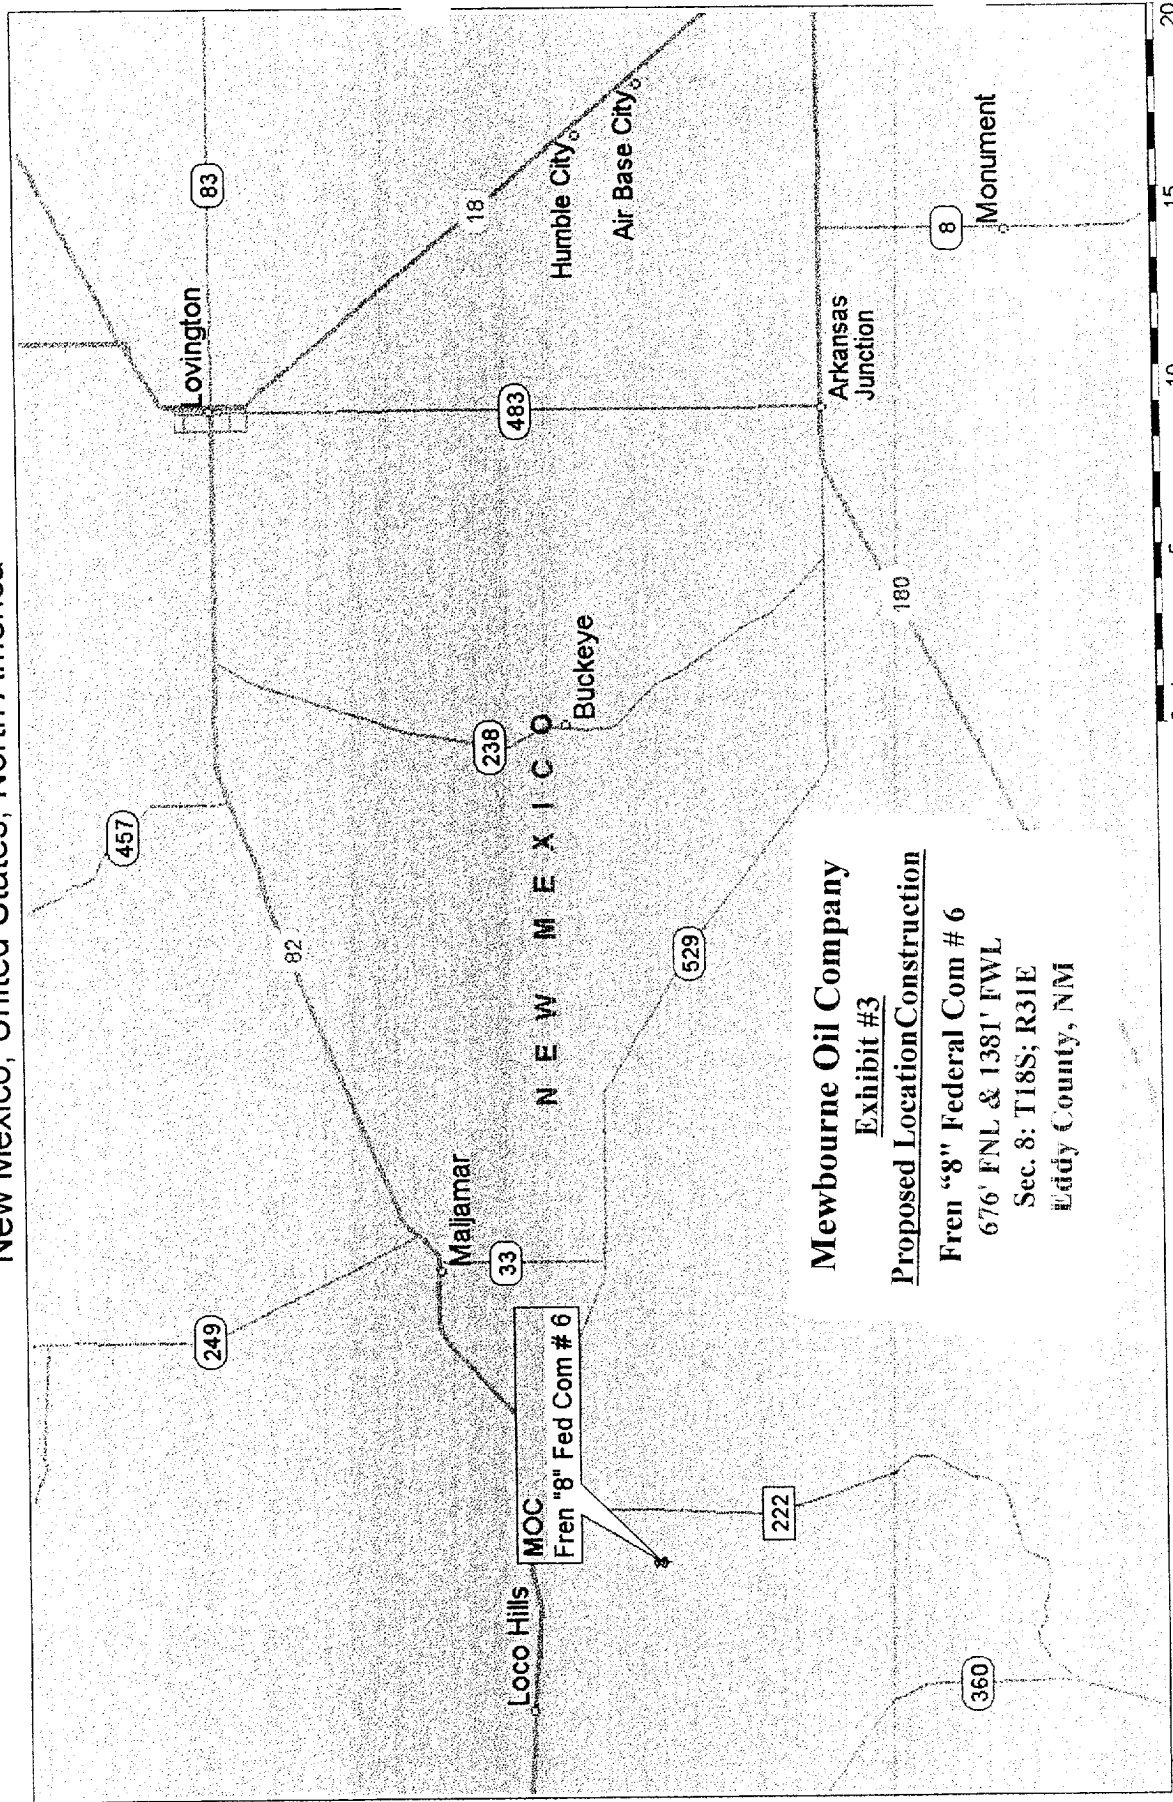 New Mexico, United States, North America
457
249
83
Lovington
82
18
Humble City
Air Base City
Maljamar
238
483
33
NEW MEXICO
Buckeye
Loco Hills
MOC
Fren "8" Fed Com # 6
529
222
180
Arkansas
Junction
8
Monument
360
Mewbourne Oil Company
Exhibit #3
Proposed LocationConstruction
Fren "8" Federal Com # 6
676' FNL & 1381' FWL
Sec. 8: T18S; R31E
Eddy County, NM
5
10
15
20